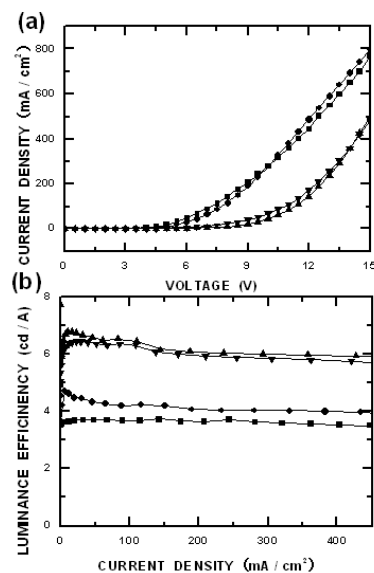 (a)
CURRENT DENSITY (mA / cm²)
800
600
400
200
0
0 3 6 9 12 15
VOLTAGE (V)
(b)
LUMINANCE EFFICINENCY (cd / A)
8
6
4
2
0
0 100 200 300 400
CURRENT DENSITY (mA / cm²)